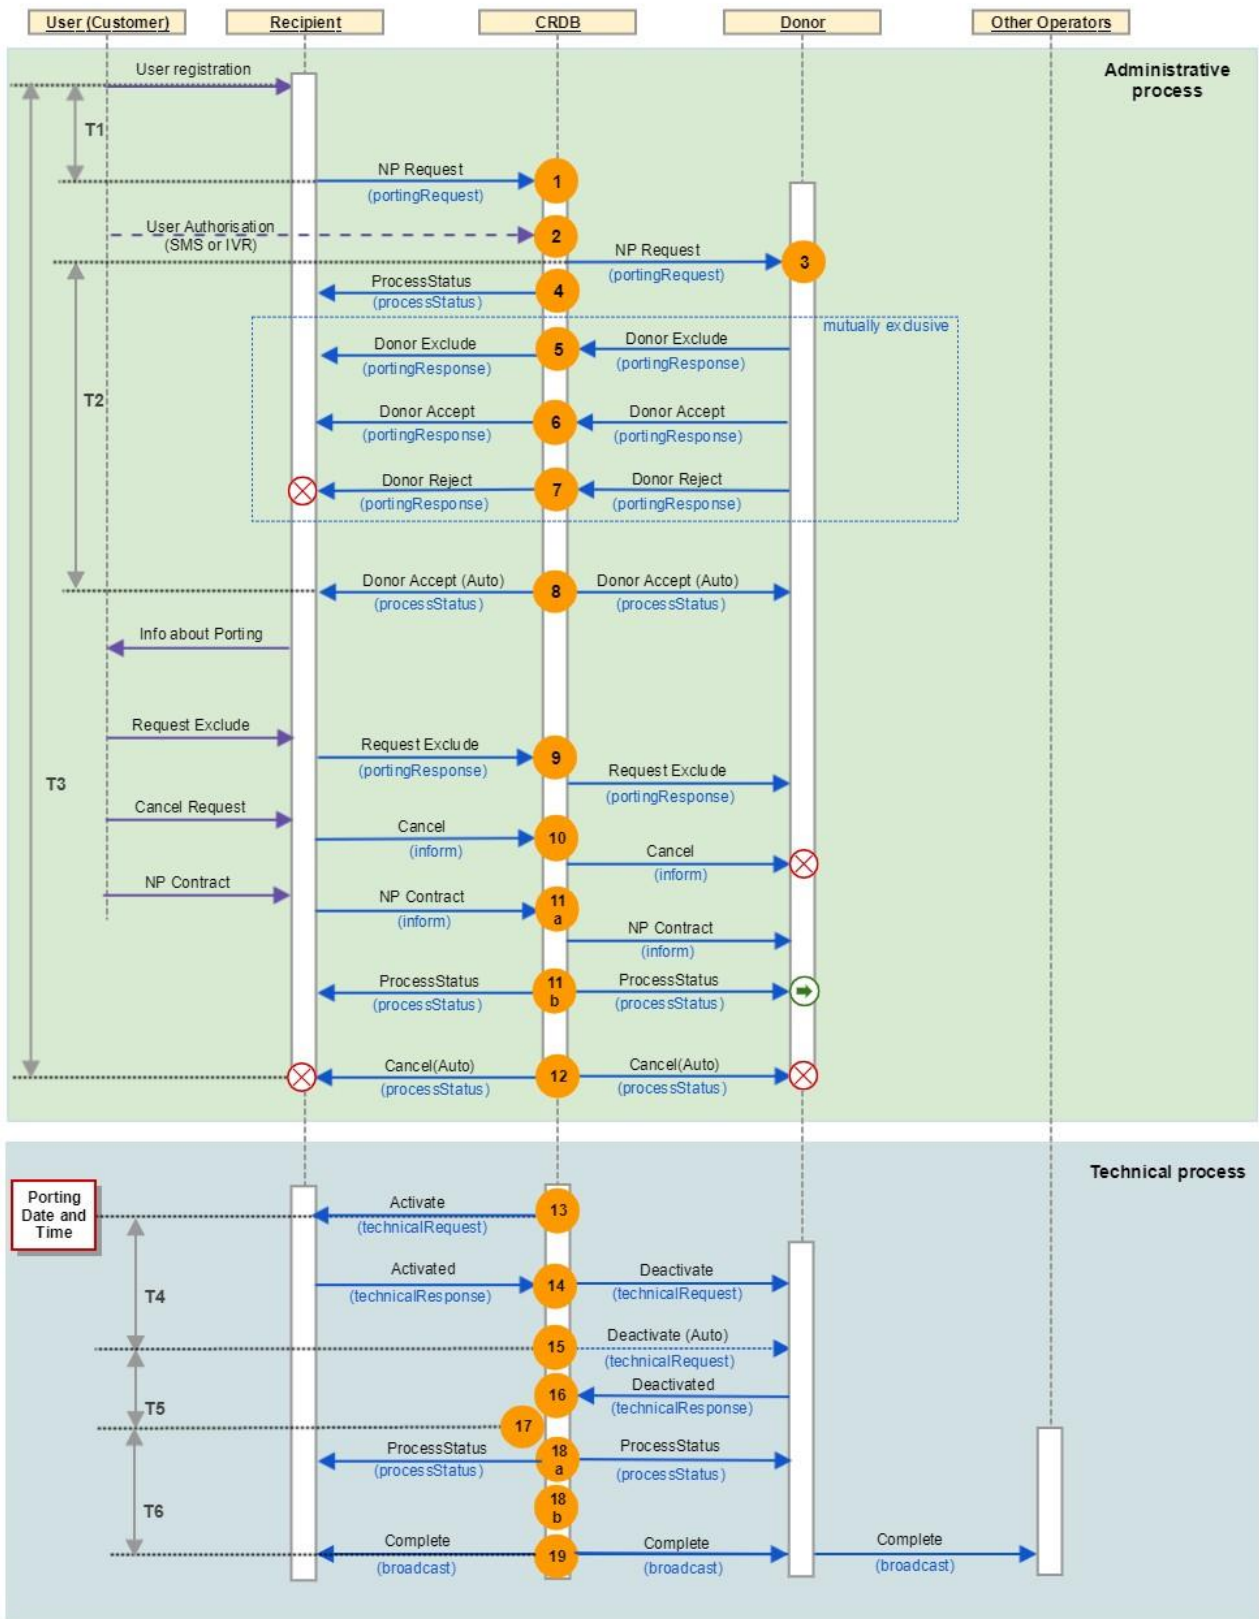 User (Customer)
Recipient
CRDB
Donor
Other Operators
Administrative
process
User registration
T1
NP Request
(portingRequest)
1
User Authorisation
(SMS or IVR)
2
NP Request
(portingRequest)
3
ProcessStatus
(processStatus)
4
mutually exclusive
Donor Exclude
(portingResponse)
5
Donor Exclude
(portingResponse)
T2
Donor Accept
(portingResponse)
6
Donor Accept
(portingResponse)
Donor Reject
(portingResponse)
7
Donor Reject
(portingResponse)
Donor Accept (Auto)
(processStatus)
8
Donor Accept (Auto)
(processStatus)
Info about Porting
Request Exclude
Request Exclude
(portingResponse)
9
Request Exclude
(portingResponse)
T3
Cancel Request
Cancel
(inform)
10
Cancel
(inform)
NP Contract
NP Contract
(inform)
11
a
NP Contract
(inform)
ProcessStatus
(processStatus)
11
b
ProcessStatus
(processStatus)
Cancel(Auto)
(processStatus)
12
Cancel(Auto)
(processStatus)
Technical process
Porting
Date and
Time
Activate
(technicalRequest)
13
T4
Activated
(technicalResponse)
14
Deactivate
(technicalRequest)
15
Deactivate (Auto)
(technicalRequest)
T5
16
Deactivated
(technicalResponse)
17
ProcessStatus
(processStatus)
18
a
ProcessStatus
(processStatus)
T6
18
b
Complete
(broadcast)
19
Complete
(broadcast)
Complete
(broadcast)